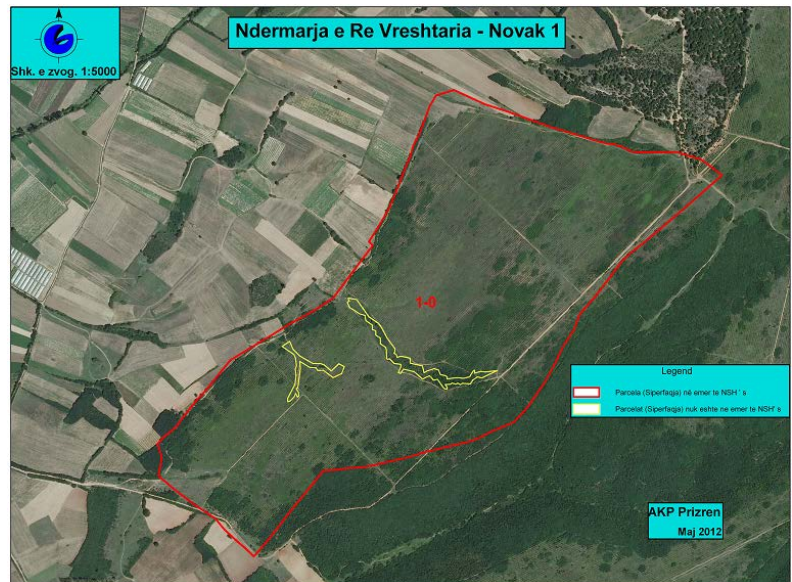 Ndermarja e Re Vreshtaria - Novak 1
Shk. e zvog. 1:5000
1-0
Legend
Parcela (Siperfaqja) në emer te NSH ' s
Parcelat (Siperfaqja) nuk eshte ne emer te NSH' s
AKP Prizren
Maj 2012